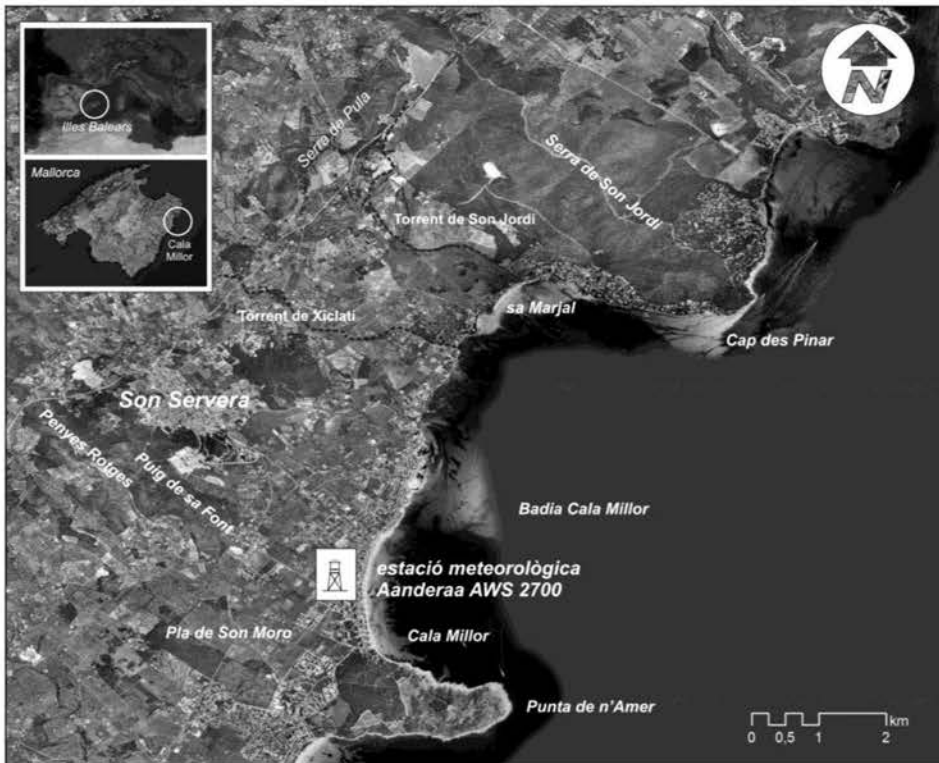 Illes Balears
Mallorca
Cala
Millor
N
Serra de Pula
Serra de Son Jordi
Torrent de Son Jordi
sa Marjal
Torrent de Xiclati
Cap des Pinar
Son Servera
Penyes Rotges
Puig de sa Font
Badia Cala Millor
estació meteorològica
Aanderaa AWS 2700
Pla de Son Moro
Cala Millor
Punta de n'Amer
km
0 0,5 1 2